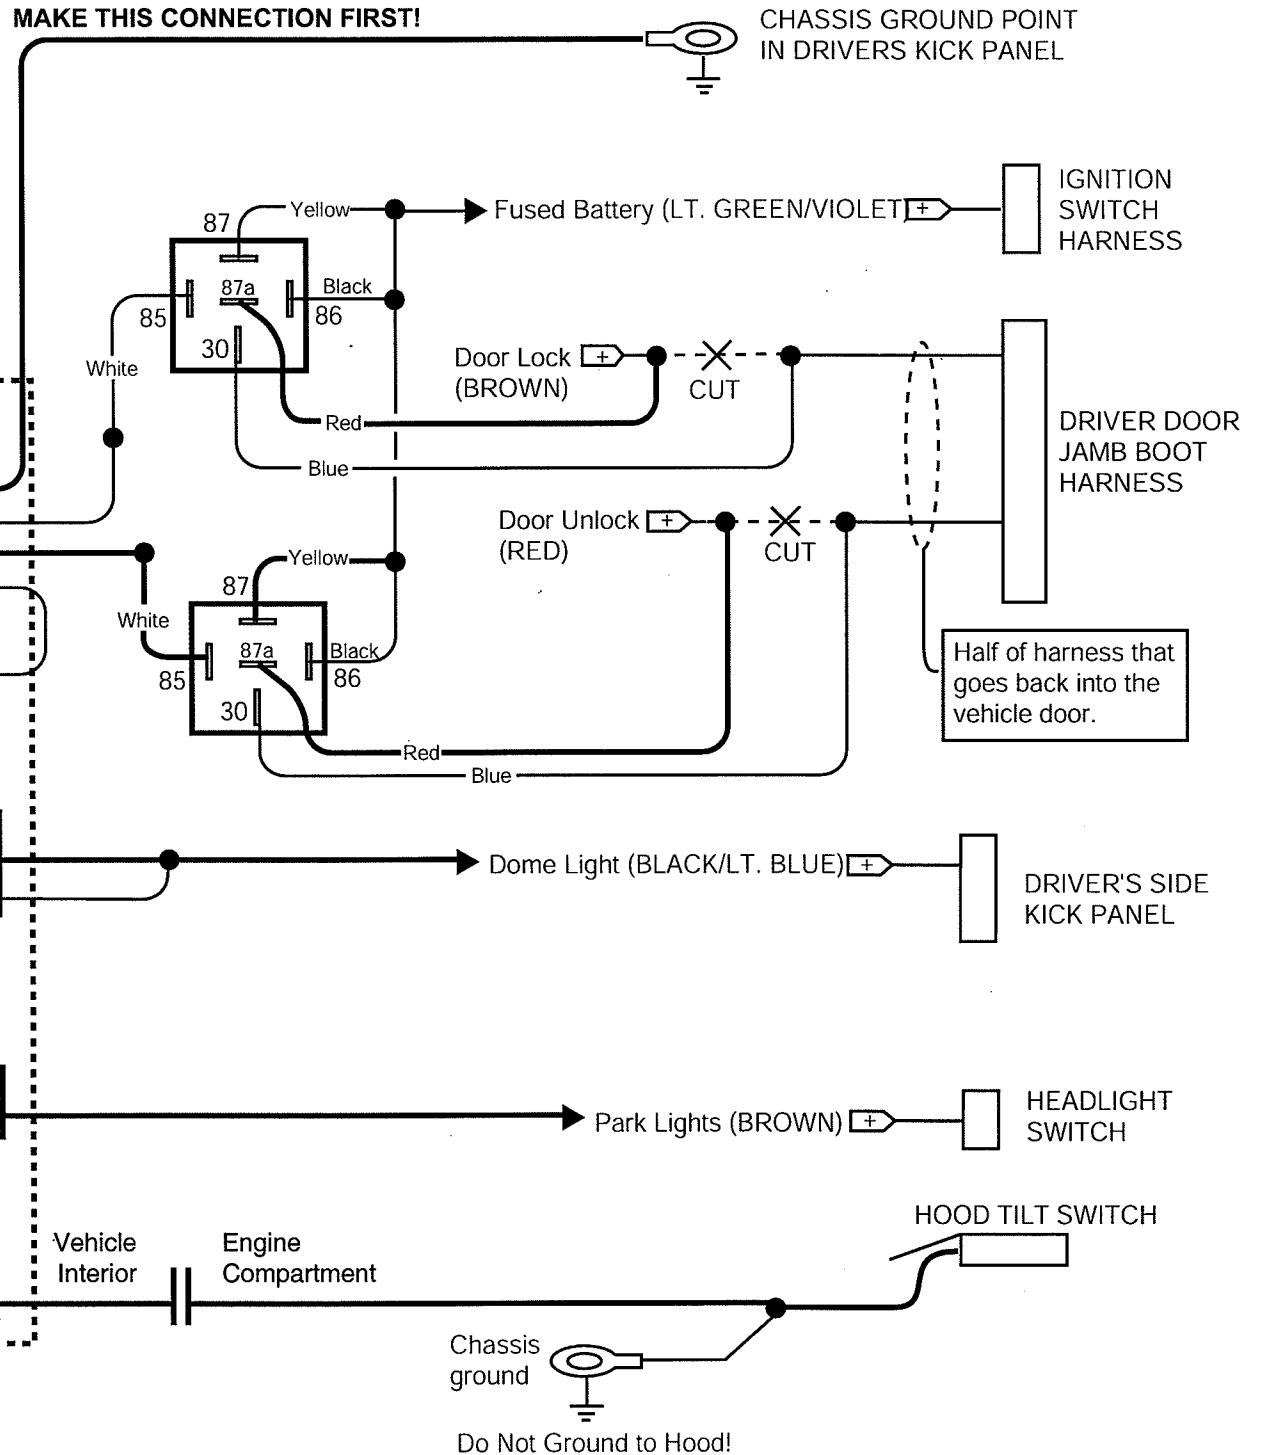 MAKE THIS CONNECTION FIRST!
CHASSIS GROUND POINT
IN DRIVERS KICK PANEL
87
Yellow
Fused Battery (LT. GREEN/VIOLET)
+
IGNITION
SWITCH
HARNESS
87a
Black
85
86
30
White
Door Lock
(BROWN)
+
CUT
Red
Blue
DRIVER DOOR
JAMB BOOT
HARNESS
Door Unlock
(RED)
+
CUT
Yellow
87
White
87a
Black
85
86
30
Half of harness that
goes back into the
vehicle door.
Red
Blue
Dome Light (BLACK/LT. BLUE)
+
DRIVER'S SIDE
KICK PANEL
Park Lights (BROWN)
+
HEADLIGHT
SWITCH
HOOD TILT SWITCH
Vehicle
Interior
Engine
Compartment
Chassis
ground
Do Not Ground to Hood!